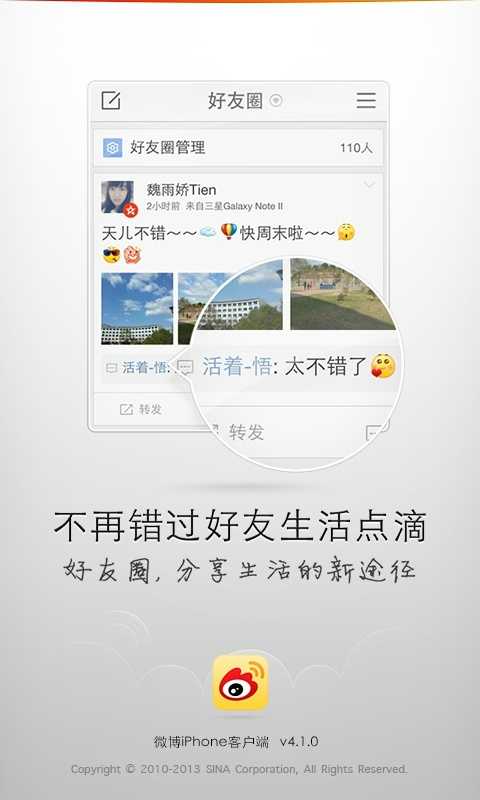 好友圈
好友圈管理 110人
魏雨娇Tien
2小时前 来自三星Galaxy Note II
天儿不错～～快周末啦～～
活着-悟:
活着-悟: 太不错了
转发
转发
不再错过好友生活点滴
好友圈, 分享生活的新途径
微博iPhone客户端 v4.1.0
Copyright © 2010-2013 SINA Corporation, All Rights Reserved.